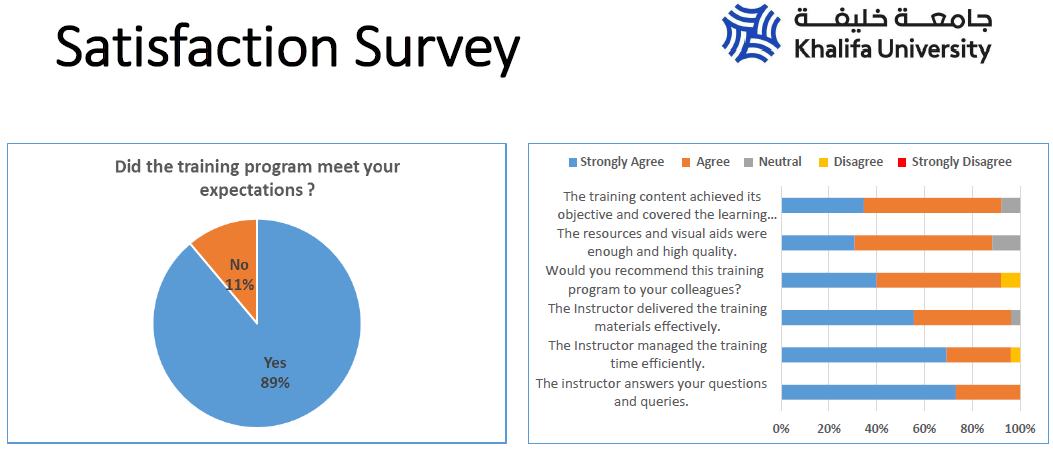 Satisfaction Survey
جامعـة خليفـة
Khalifa University
Did the training program meet your
expectations ?
No
11%
Yes
89%
Strongly Agree Agree Neutral Disagree Strongly Disagree
The training content achieved its
objective and covered the learning...
The resources and visual aids were
enough and high quality.
Would you recommend this training
program to your colleagues?
The Instructor delivered the training
materials effectively.
The Instructor managed the training
time efficiently.
The instructor answers your questions
and queries.
0% 20% 40% 60% 80% 100%